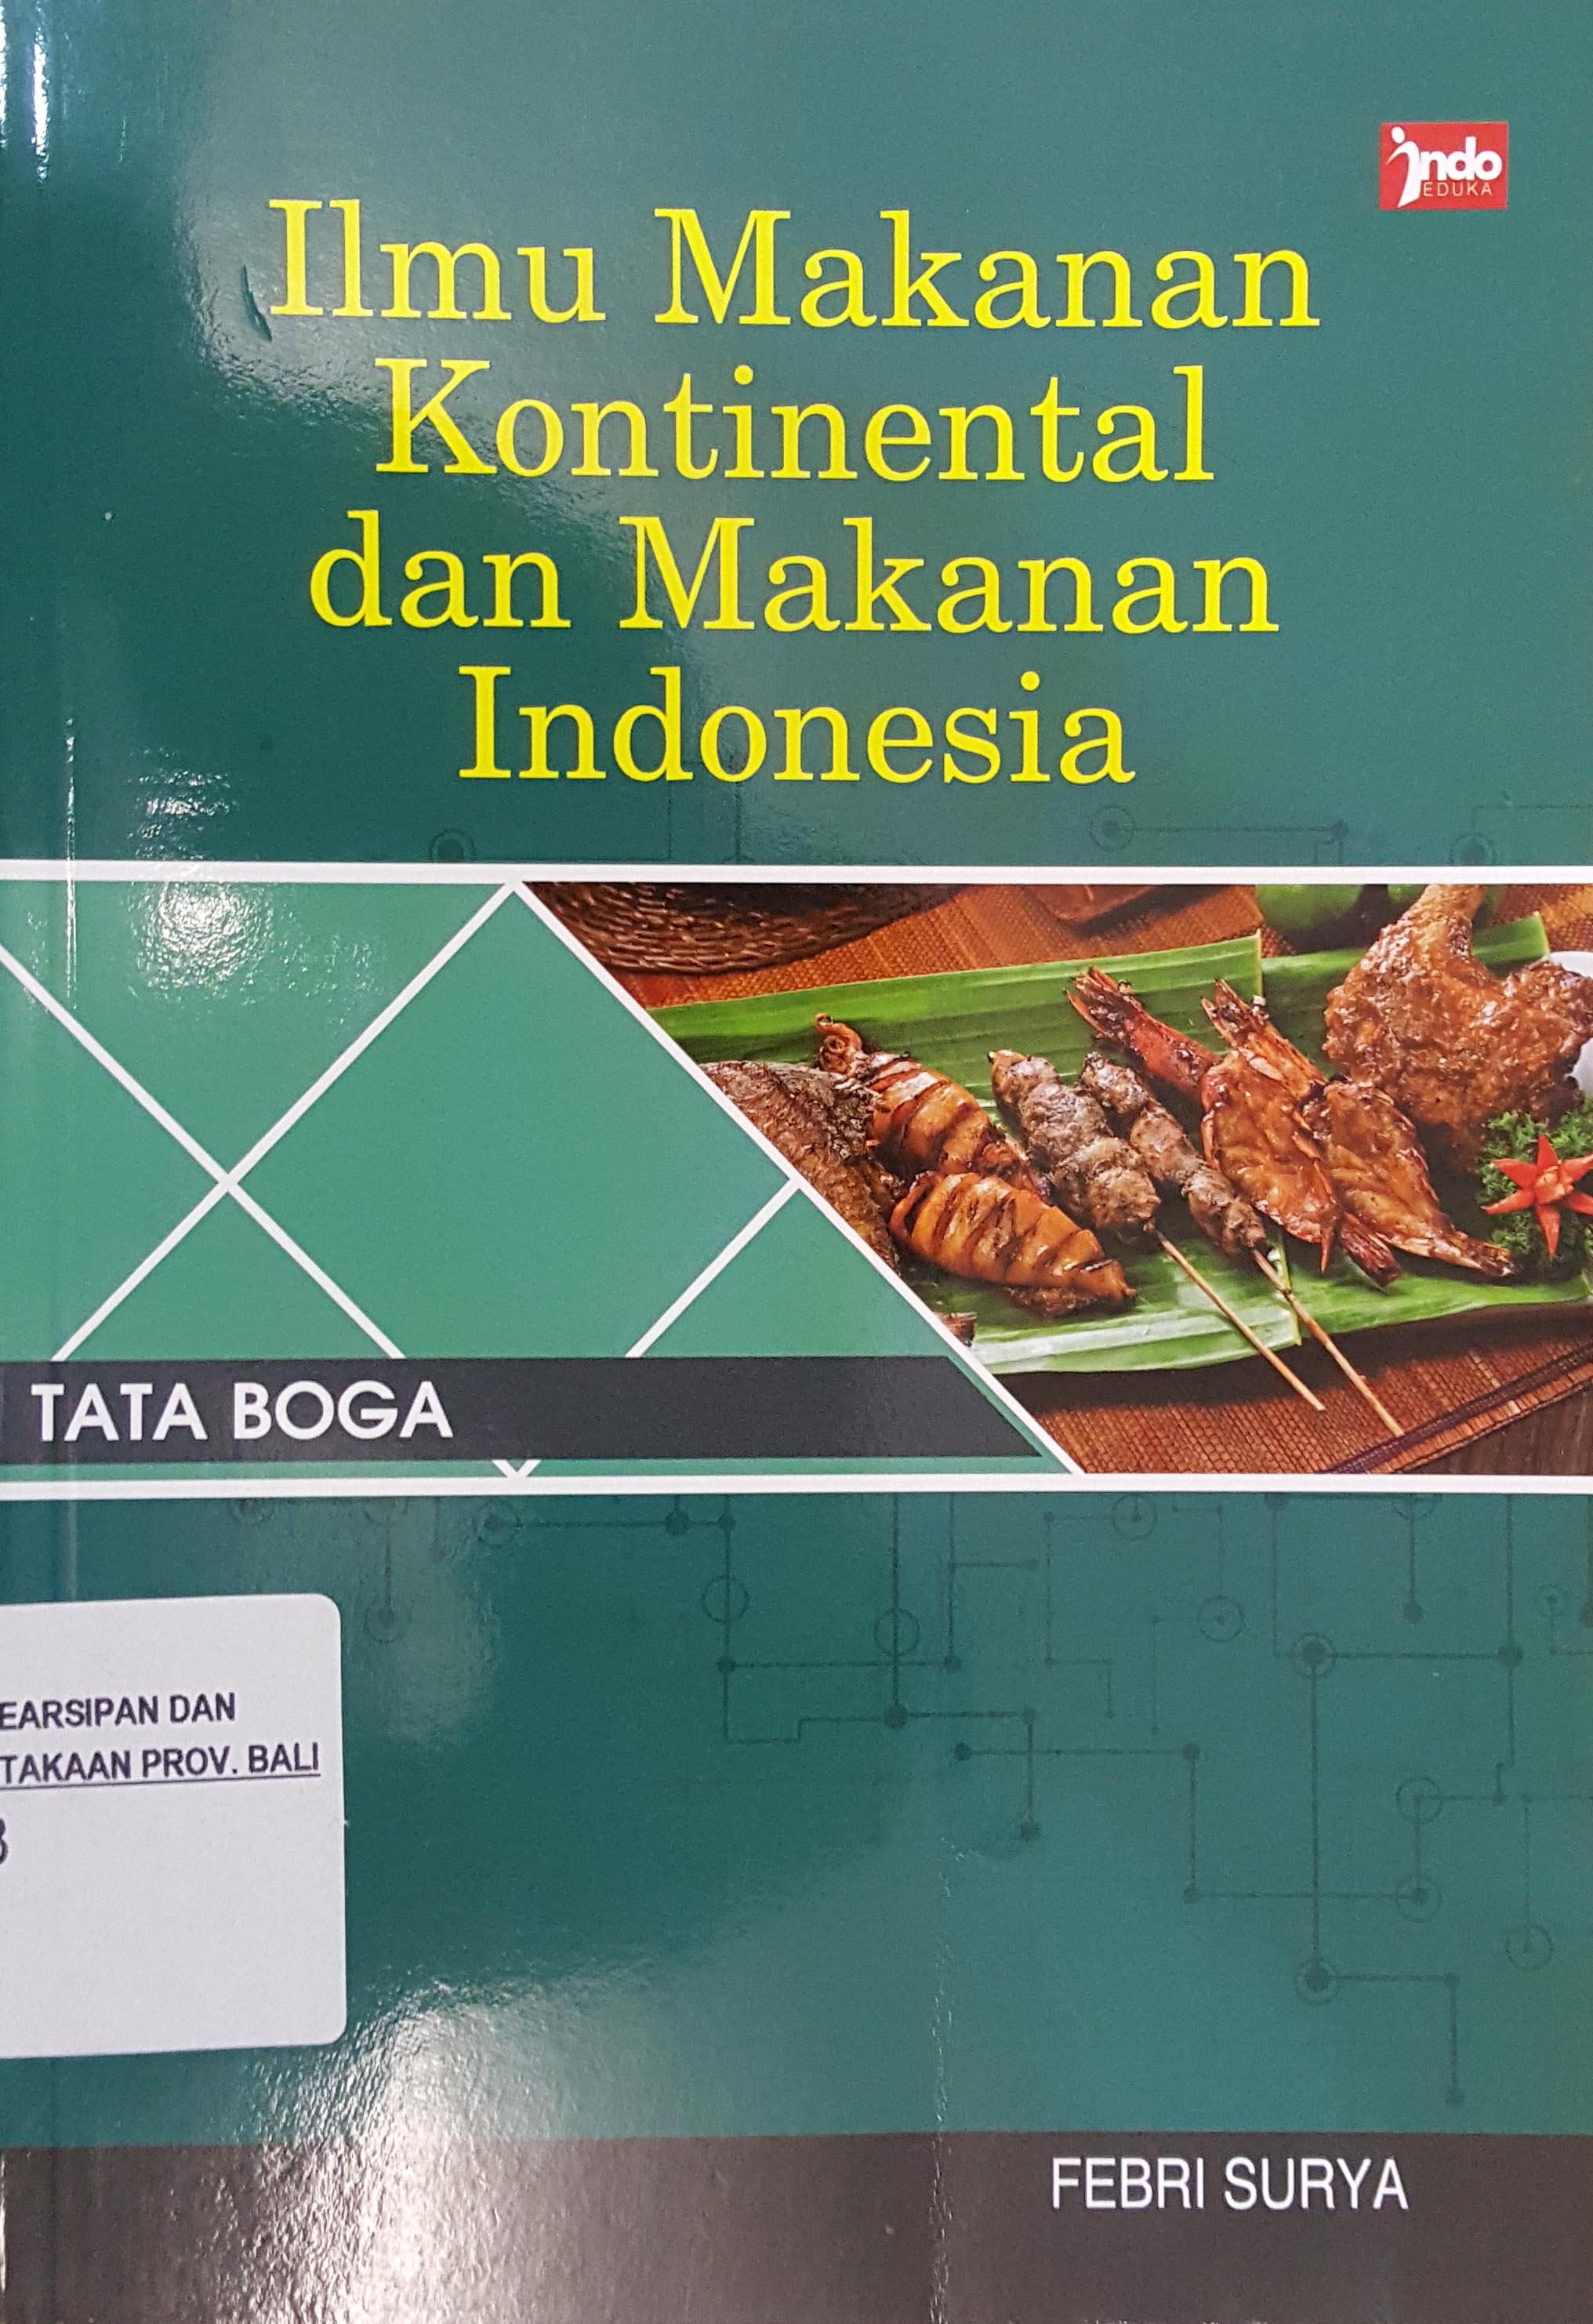 indo
EDUKA
Ilmu Makanan
Kontinental
dan Makanan
Indonesia
TATA BOGA
EARSIPAN DAN
TAKAAN PROV. BALI
FEBRI SURYA